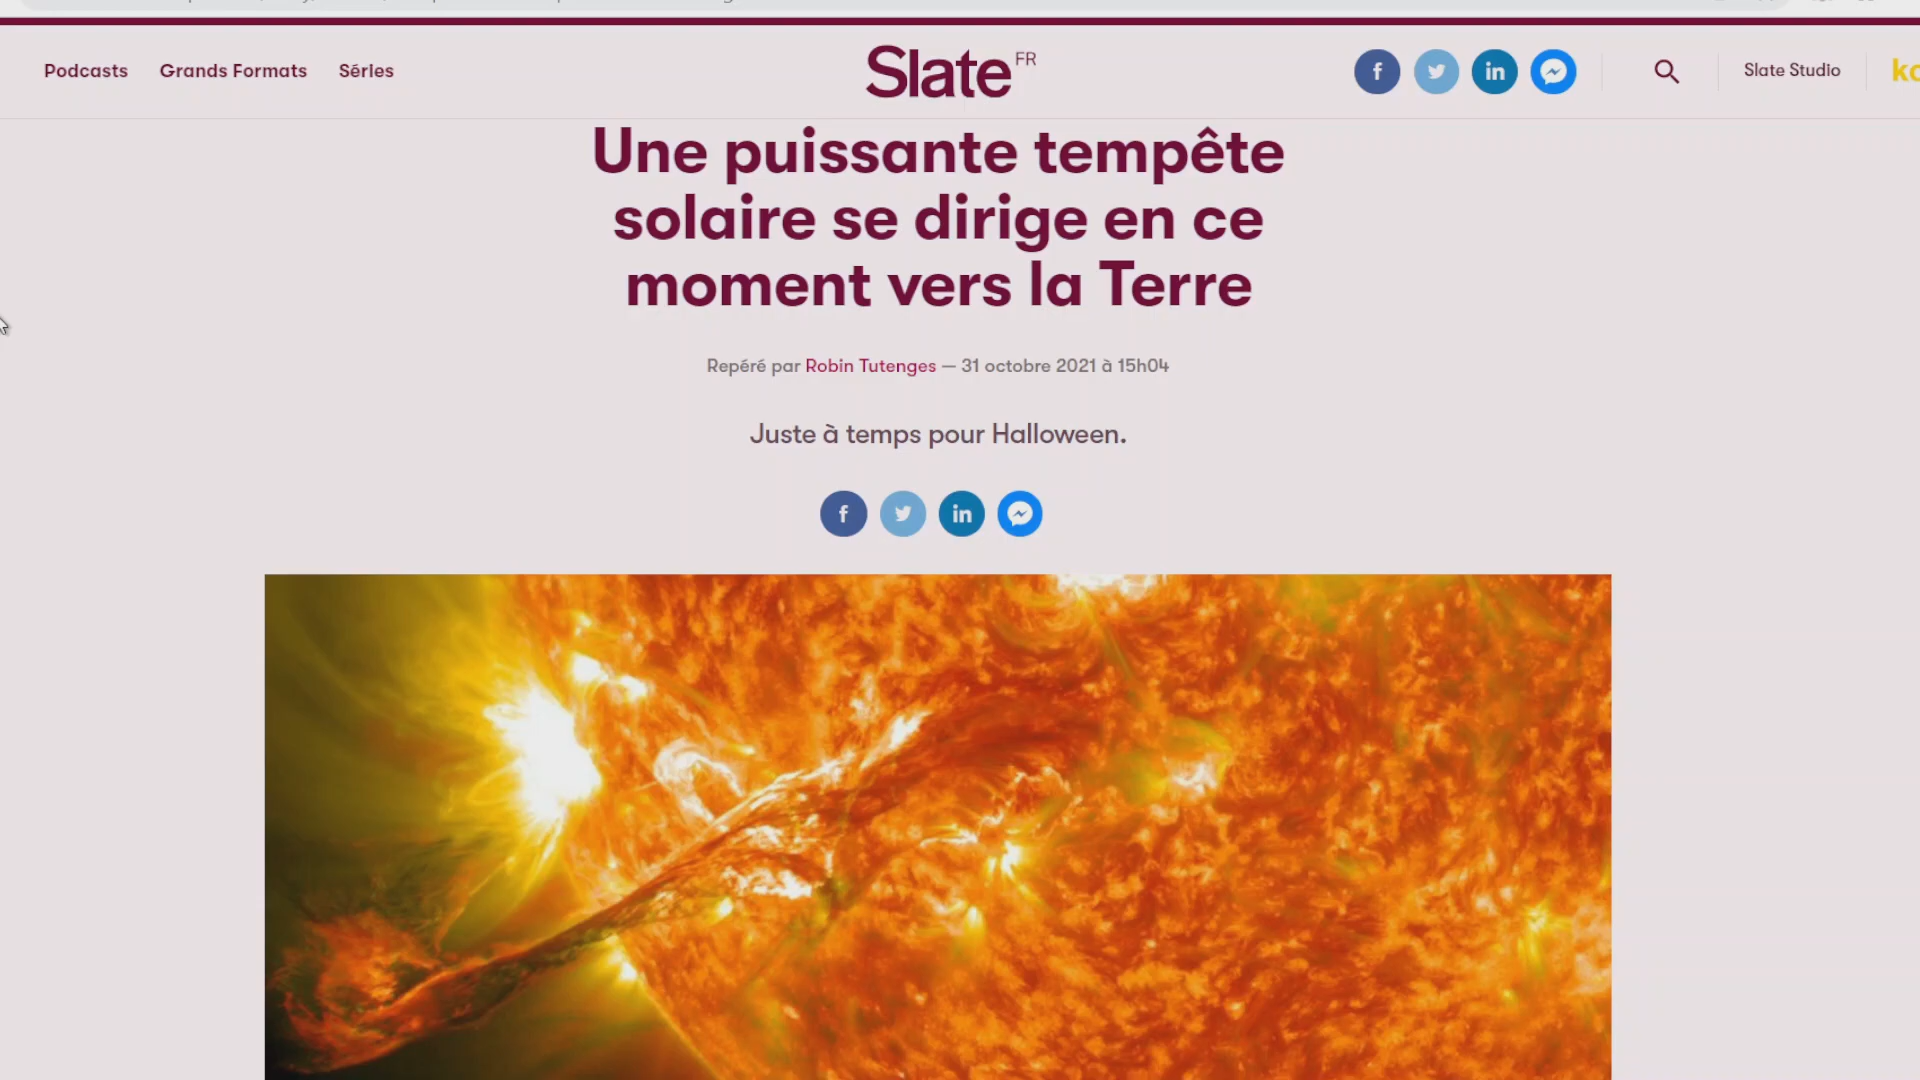 Podcasts Grands Formats Séries Slate FR Slate Studio
Une puissante tempête
solaire se dirige en ce
moment vers la Terre
Repéré par Robin Tutenges — 31 octobre 2021 à 15h04
Juste à temps pour Halloween.